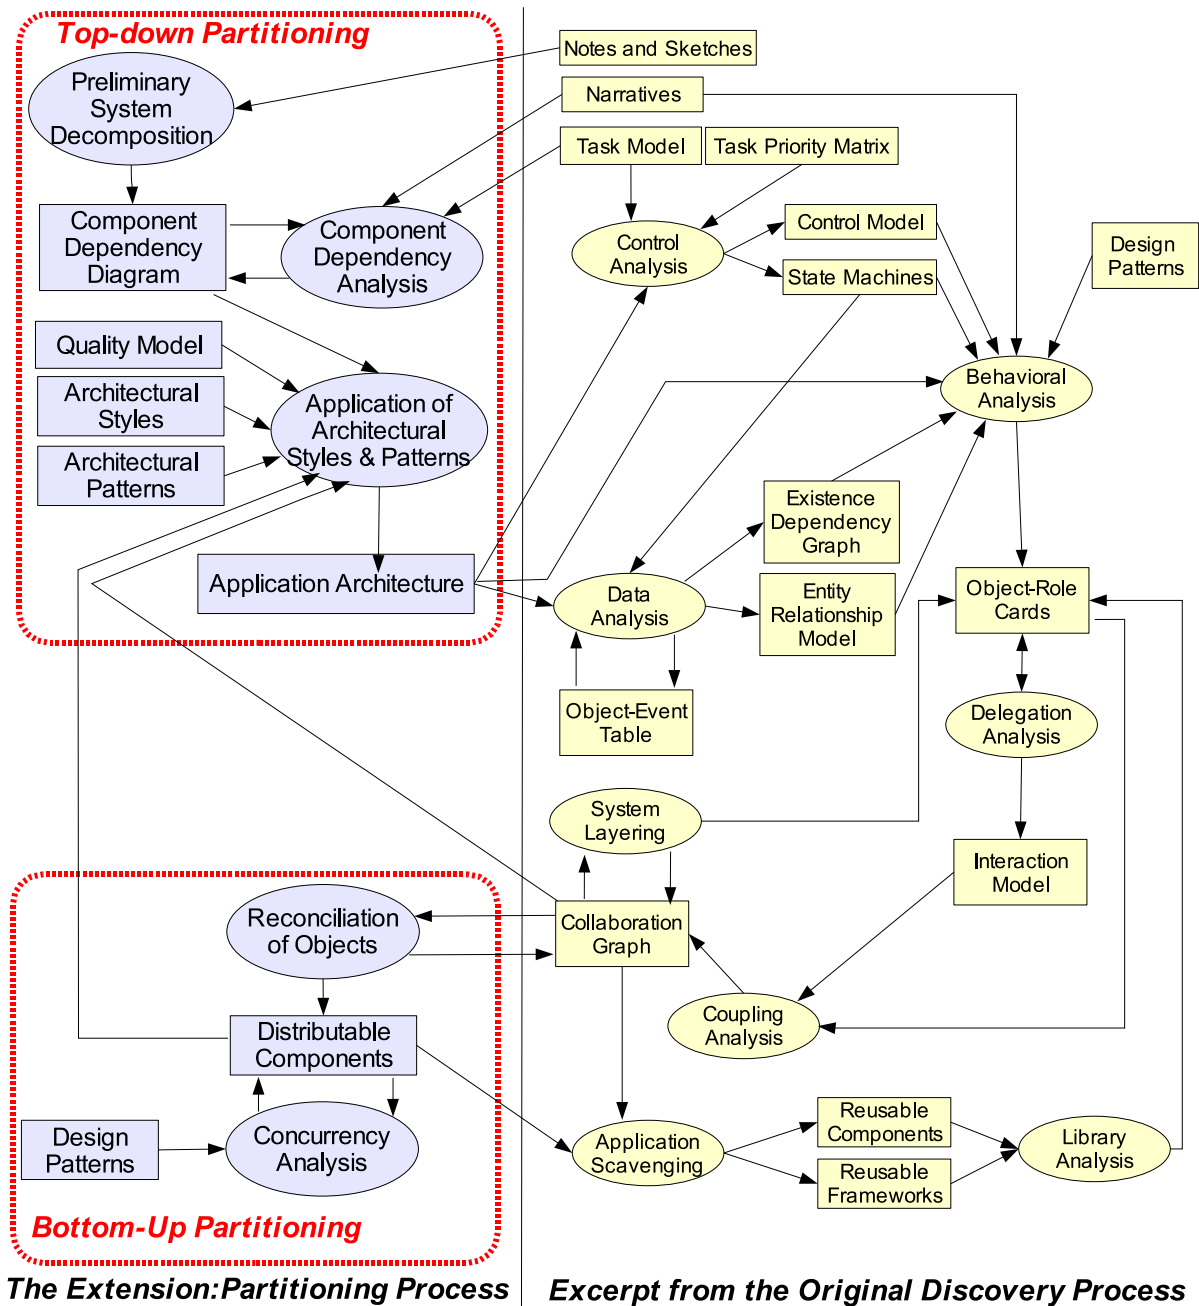 Top-down Partitioning
Notes and Sketches
Preliminary
System
Decomposition
Narratives
Task Model
Task Priority Matrix
Component
Dependency
Diagram
Component
Dependency
Analysis
Control
Analysis
Control Model
State Machines
Design
Patterns
Quality Model
Architectural
Styles
Architectural
Patterns
Application of
Architectural
Styles & Patterns
Behavioral
Analysis
Existence
Dependency
Graph
Application Architecture
Data
Analysis
Entity
Relationship
Model
Object-Role
Cards
Object-Event
Table
Delegation
Analysis
System
Layering
Interaction
Model
Reconciliation
of Objects
Collaboration
Graph
Coupling
Analysis
Distributable
Components
Design
Patterns
Concurrency
Analysis
Application
Scavenging
Reusable
Components
Reusable
Frameworks
Library
Analysis
Bottom-Up Partitioning
The Extension:Partitioning Process
Excerpt from the Original Discovery Process